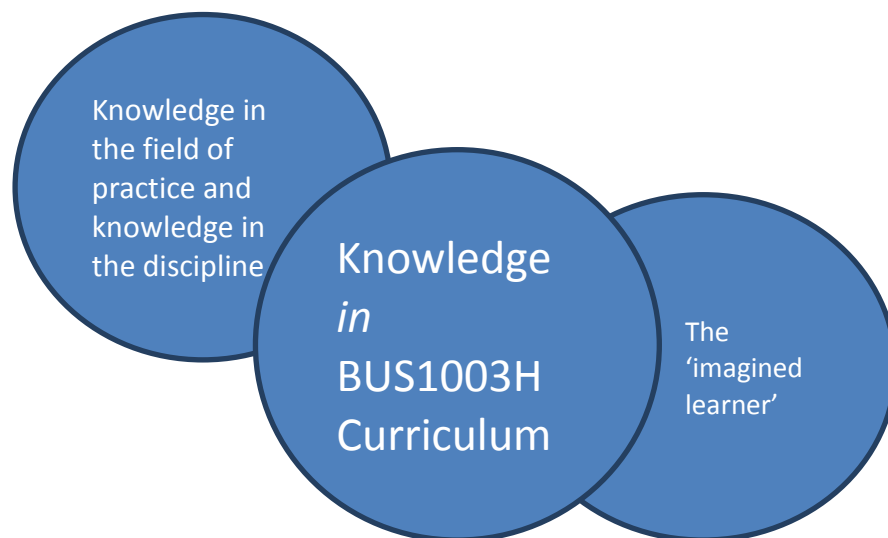 Knowledge in
the field of
practice and
knowledge in
the discipline
Knowledge
in
BUS1003H
Curriculum
The
‘imagined
learner’